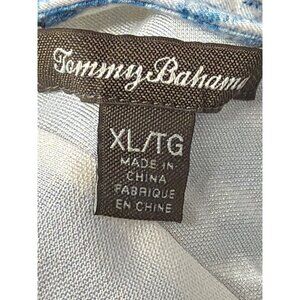 Tommy Bahama
XL/TG
MADE IN
CHINA
FABRIQUE
EN CHINE